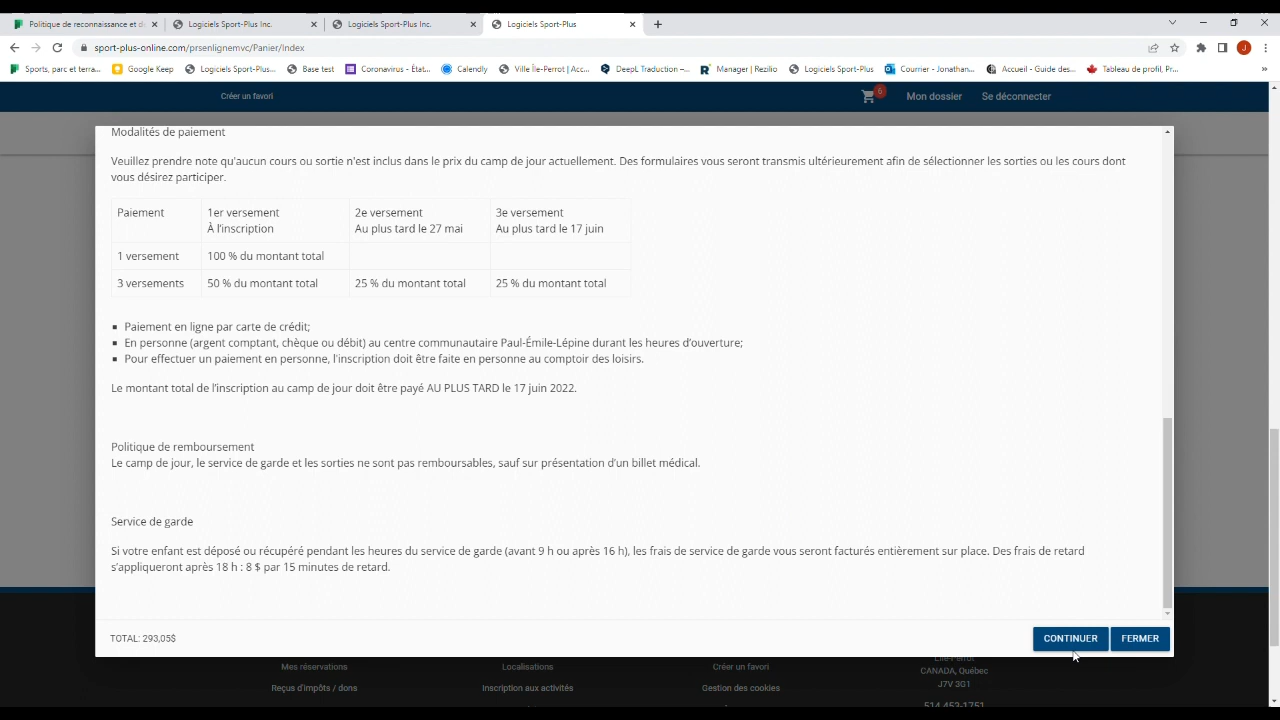 Politique de reconnaissance et d
Logiciels Sport-Plus Inc.
Logiciels Sport-Plus Inc.
Logiciels Sport-Plus
sport-plus-online.com/prsenlignemvc/Panier/Index
J
Sports, parc et terra...
Google Keep
Logiciels Sport-Plus...
Base test
Coronavirus - État...
Calendly
Ville Île-Perrot | Acc...
DeepL Traduction –...
Manager | Rezilio
Logiciels Sport-Plus
Courrier - Jonathan...
Accueil - Guide des...
Tableau de profil, Pr...
»
Créer un favori
6
Mon dossier
Se déconnecter
Modalités de paiement
Veuillez prendre note qu'aucun cours ou sortie n'est inclus dans le prix du camp de jour actuellement. Des formulaires vous seront transmis ultérieurement afin de sélectionner les sorties ou les cours dont
vous désirez participer.
Paiement
1er versement
À l'inscription
2e versement
Au plus tard le 27 mai
3e versement
Au plus tard le 17 juin
1 versement
100 % du montant total
3 versements
50 % du montant total
25 % du montant total
25 % du montant total
▪ Paiement en ligne par carte de crédit;
▪ En personne (argent comptant, chèque ou débit) au centre communautaire Paul-Émile-Lépine durant les heures d'ouverture;
▪ Pour effectuer un paiement en personne, l'inscription doit être faite en personne au comptoir des loisirs.
Le montant total de l'inscription au camp de jour doit être payé AU PLUS TARD le 17 juin 2022.
Politique de remboursement
Le camp de jour, le service de garde et les sorties ne sont pas remboursables, sauf sur présentation d'un billet médical.
Service de garde
Si votre enfant est déposé ou récupéré pendant les heures du service de garde (avant 9 h ou après 16 h), les frais de service de garde vous seront facturés entièrement sur place. Des frais de retard
s'appliqueront après 18 h : 8 $ par 15 minutes de retard.
TOTAL: 293,05$
CONTINUER
FERMER
Mes réservations
Localisations
Créer un favori
L'Île-Perrot
CANADA, Québec
Reçus d'impôts / dons
Inscription aux activités
Gestion des cookies
J7V 3G1
514 453-1751